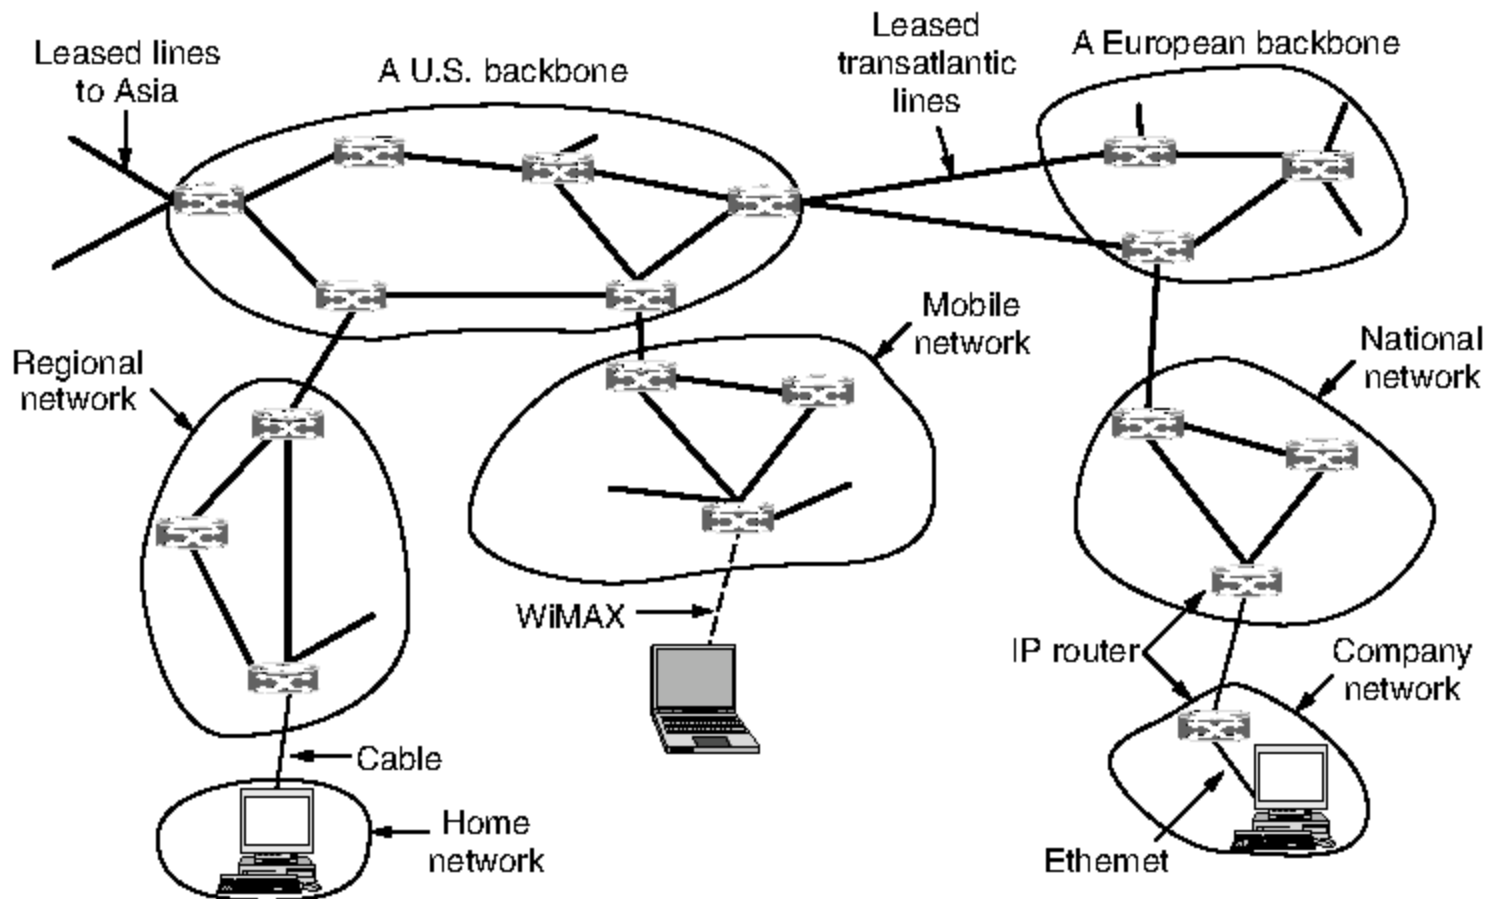 Leased lines
to Asia
A U.S. backbone
Leased
transatlantic
lines
A European backbone
Regional
network
Mobile
network
National
network
WiMAX
IP router
Company
network
Cable
Home
network
Ethernet